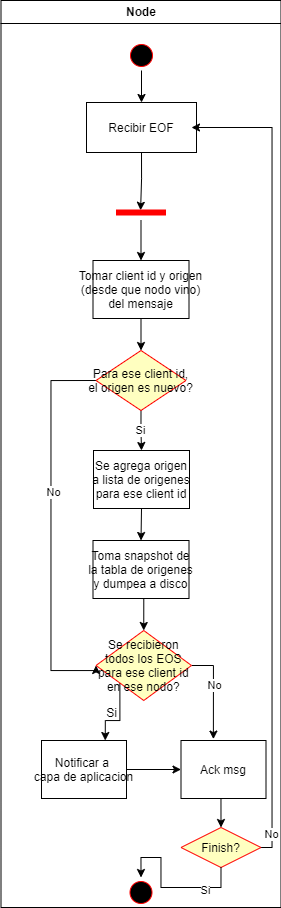 Node
Recibir EOF
Tomar client id y origen
(desde que nodo vino)
del mensaje
Para ese client id,
el origen es nuevo?
Si
Se agrega origen
a lista de origenes
para ese client id
No
Toma snapshot de
la tabla de origenes
y dumpea a disco
Se recibieron
todos los EOS
para ese client id
en ese nodo?
No
Si
Notificar a
capa de aplicacion
Ack msg
Finish?
No
Si